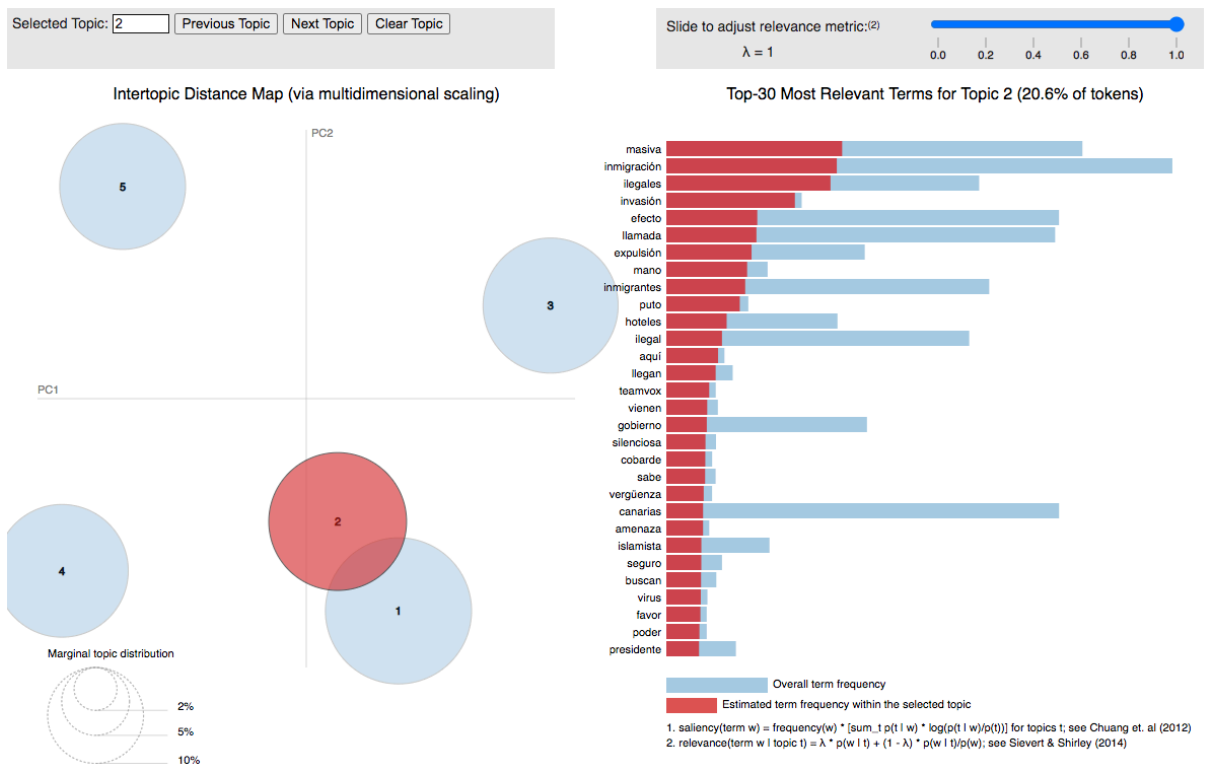 Selected Topic: 2 Previous Topic Next Topic Clear Topic
Slide to adjust relevance metric:(2)
λ = 1
0.0 0.2 0.4 0.6 0.8 1.0
Intertopic Distance Map (via multidimensional scaling)
PC2
PC1
5
3
2
4
1
Marginal topic distribution
2%
5%
10%
Top-30 Most Relevant Terms for Topic 2 (20.6% of tokens)
masiva
inmigración
ilegales
invasión
efecto
llamada
expulsión
mano
inmigrantes
puto
hoteles
ilegal
aquí
llegan
teamvox
vienen
gobierno
silenciosa
cobarde
sabe
vergüenza
canarias
amenaza
islamista
seguro
buscan
virus
favor
poder
presidente
Overall term frequency
Estimated term frequency within the selected topic
1. saliency(term w) = frequency(w) * [sum_t p(t | w) * log(p(t | w)/p(t))] for topics t; see Chuang et. al (2012)
2. relevance(term w | topic t) = λ * p(w | t) + (1 - λ) * p(w | t)/p(w); see Sievert & Shirley (2014)